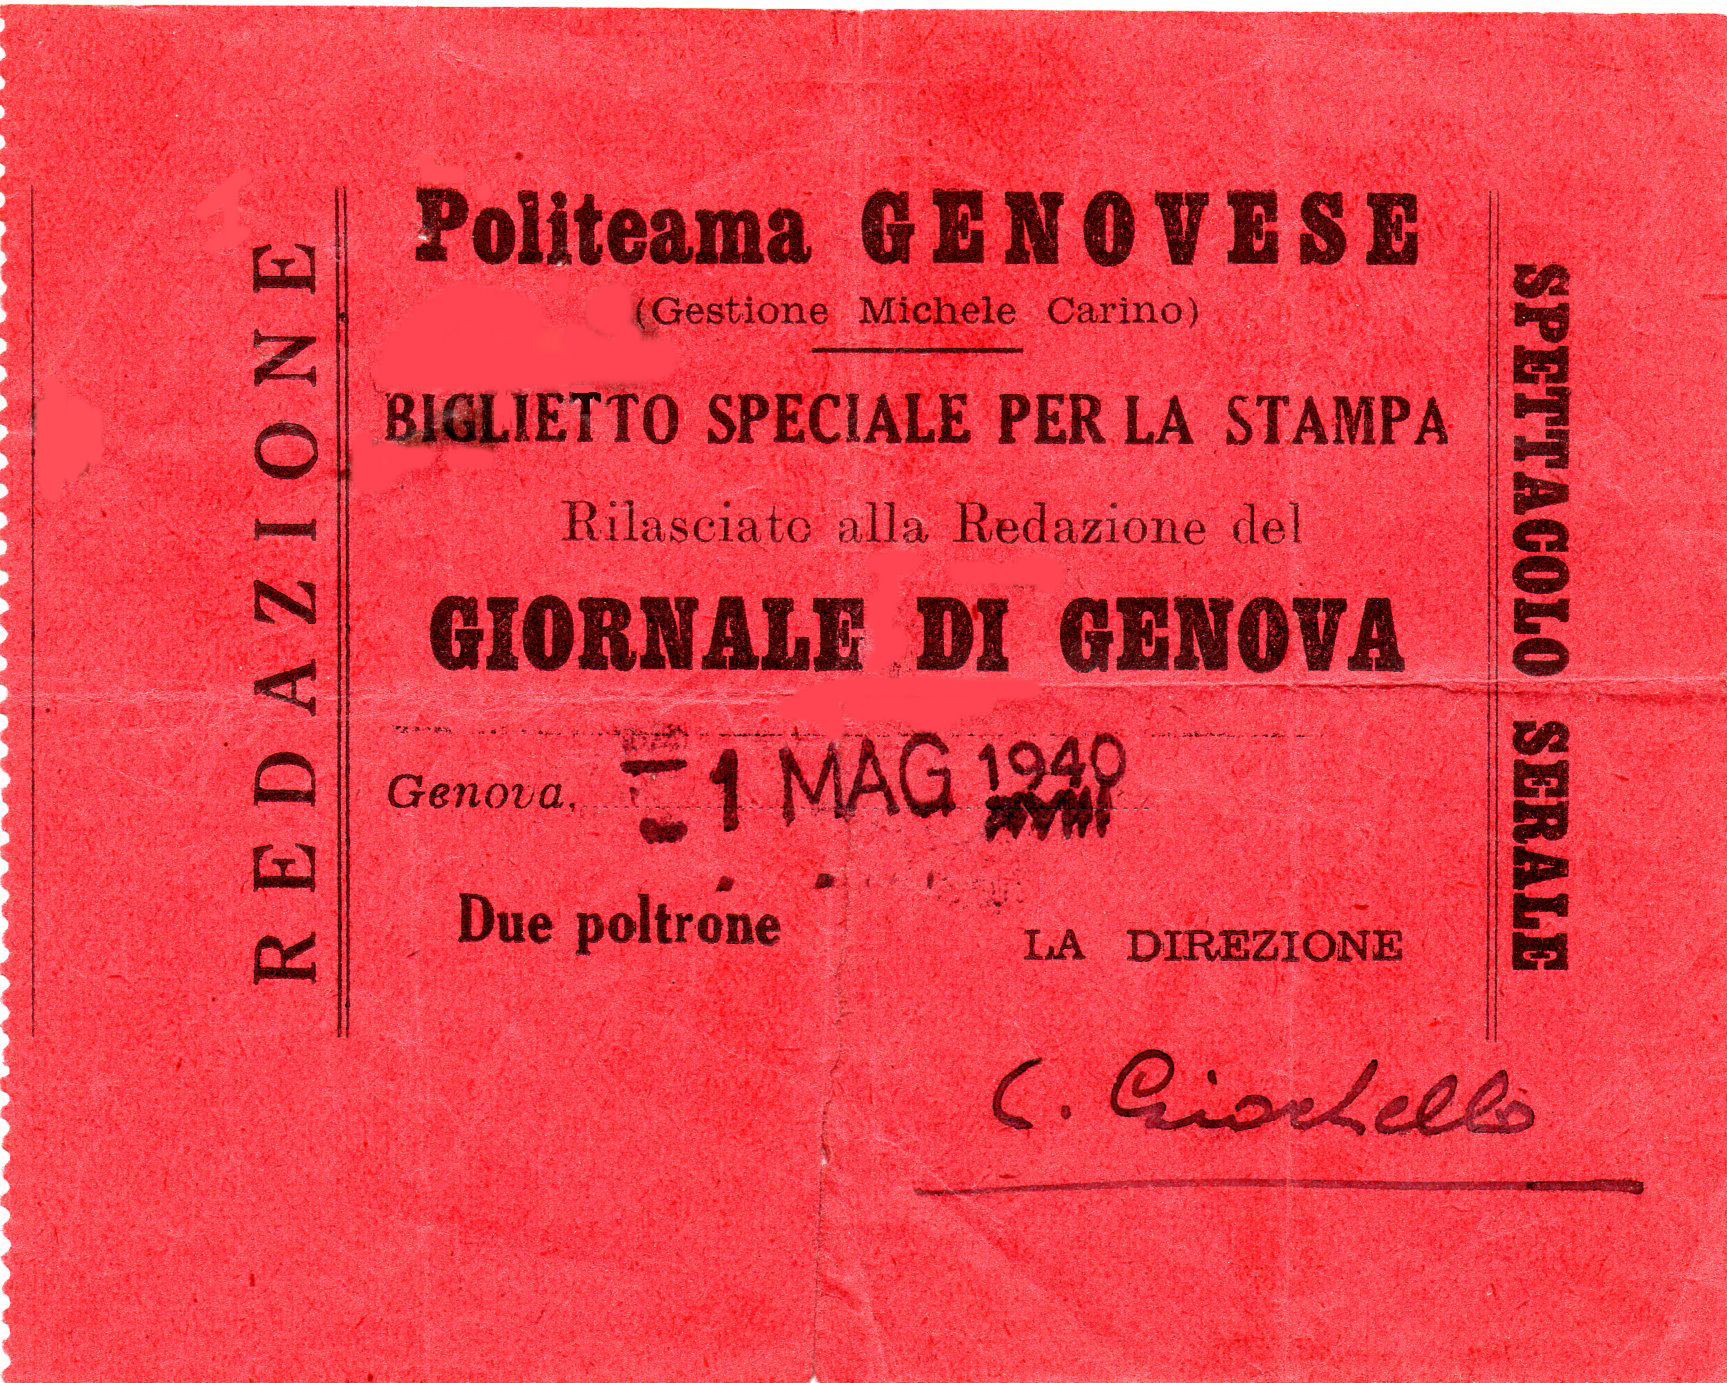 REDAZIONE
Politeama GENOVESE
(Gestione Michele Carino)
BIGLIETTO SPECIALE PER LA STAMPA
Rilasciato alla Redazione del
GIORNALE DI GENOVA
Genova, -1 MAG 1940
XVIII
Due poltrone
LA DIREZIONE
SPETTACOLO SERALE